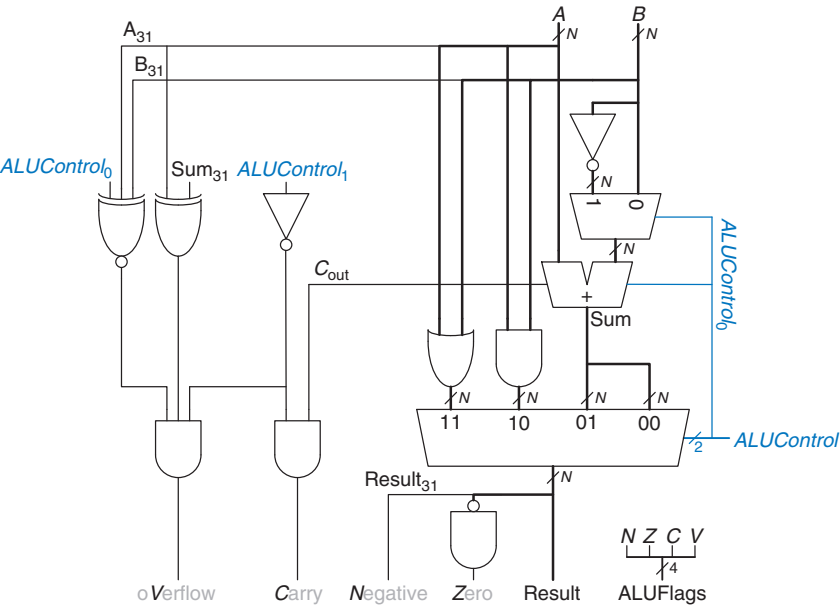 A B
N N
A31
B31
ALUControl0 Sum31 ALUControl1
N
1 0
N
ALUControl0
Cout
+
Sum
N N N N
11 10 01 00
2 ALUControl
Result31
N
N Z C V
4
oVerflow Carry Negative Zero Result ALUFlags